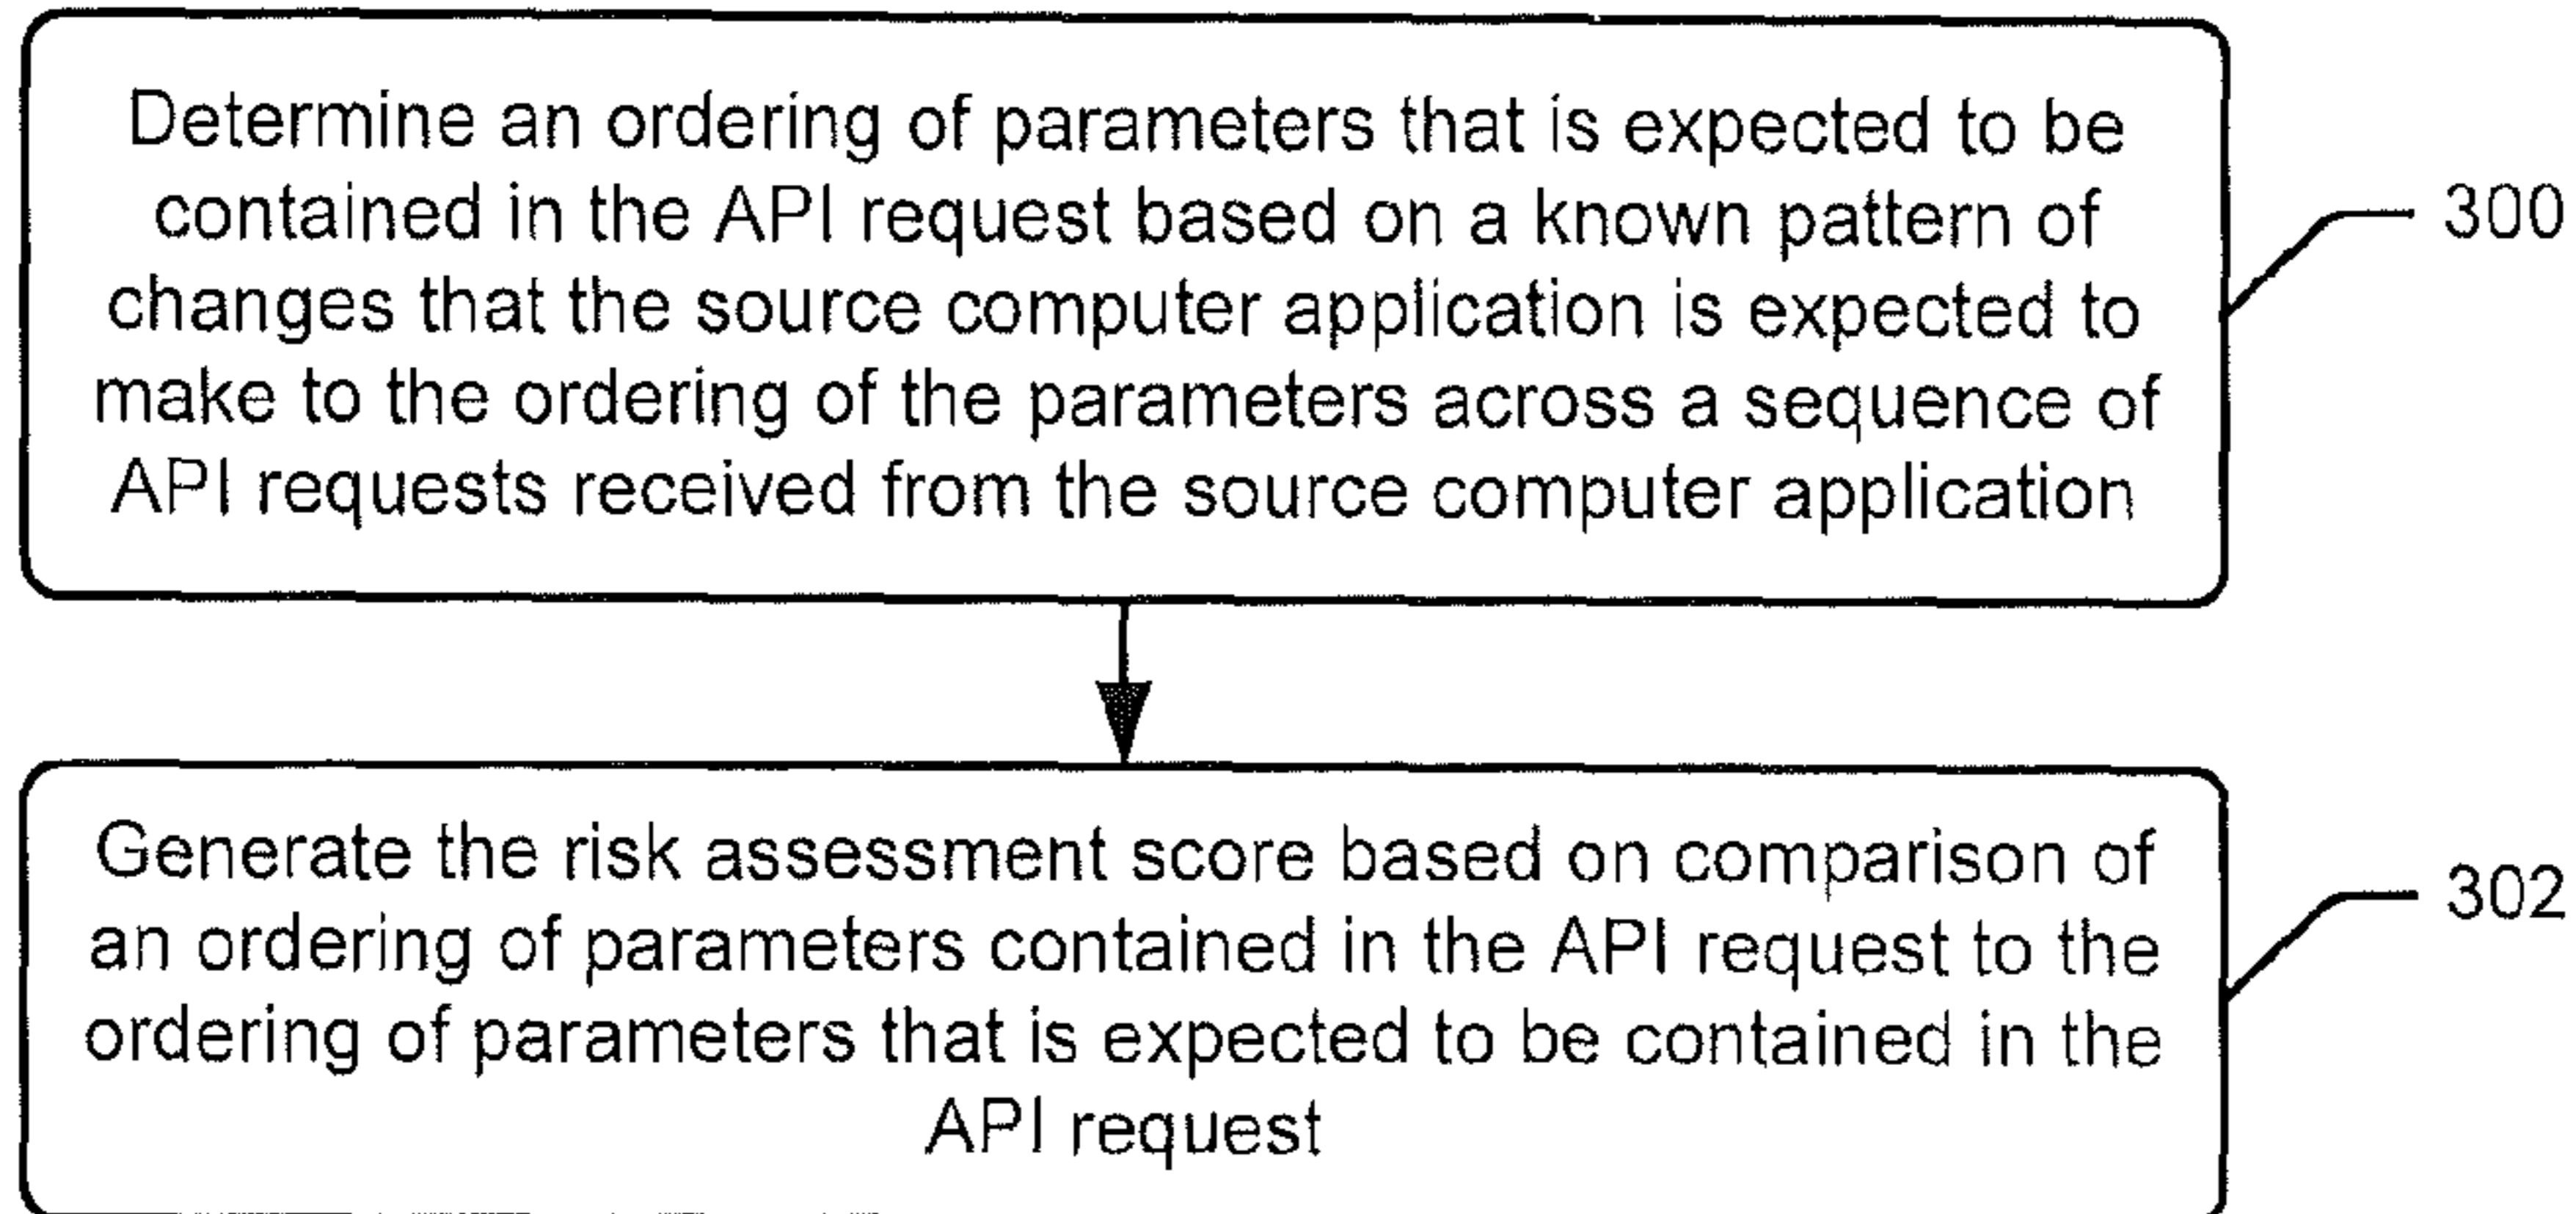 Determine an ordering of parameters that is expected to be
contained in the API request based on a known pattern of
changes that the source computer application is expected to
make to the ordering of the parameters across a sequence of
API requests received from the source computer application
300
Generate the risk assessment score based on comparison of
an ordering of parameters contained in the API request to the
ordering of parameters that is expected to be contained in the
API request
302